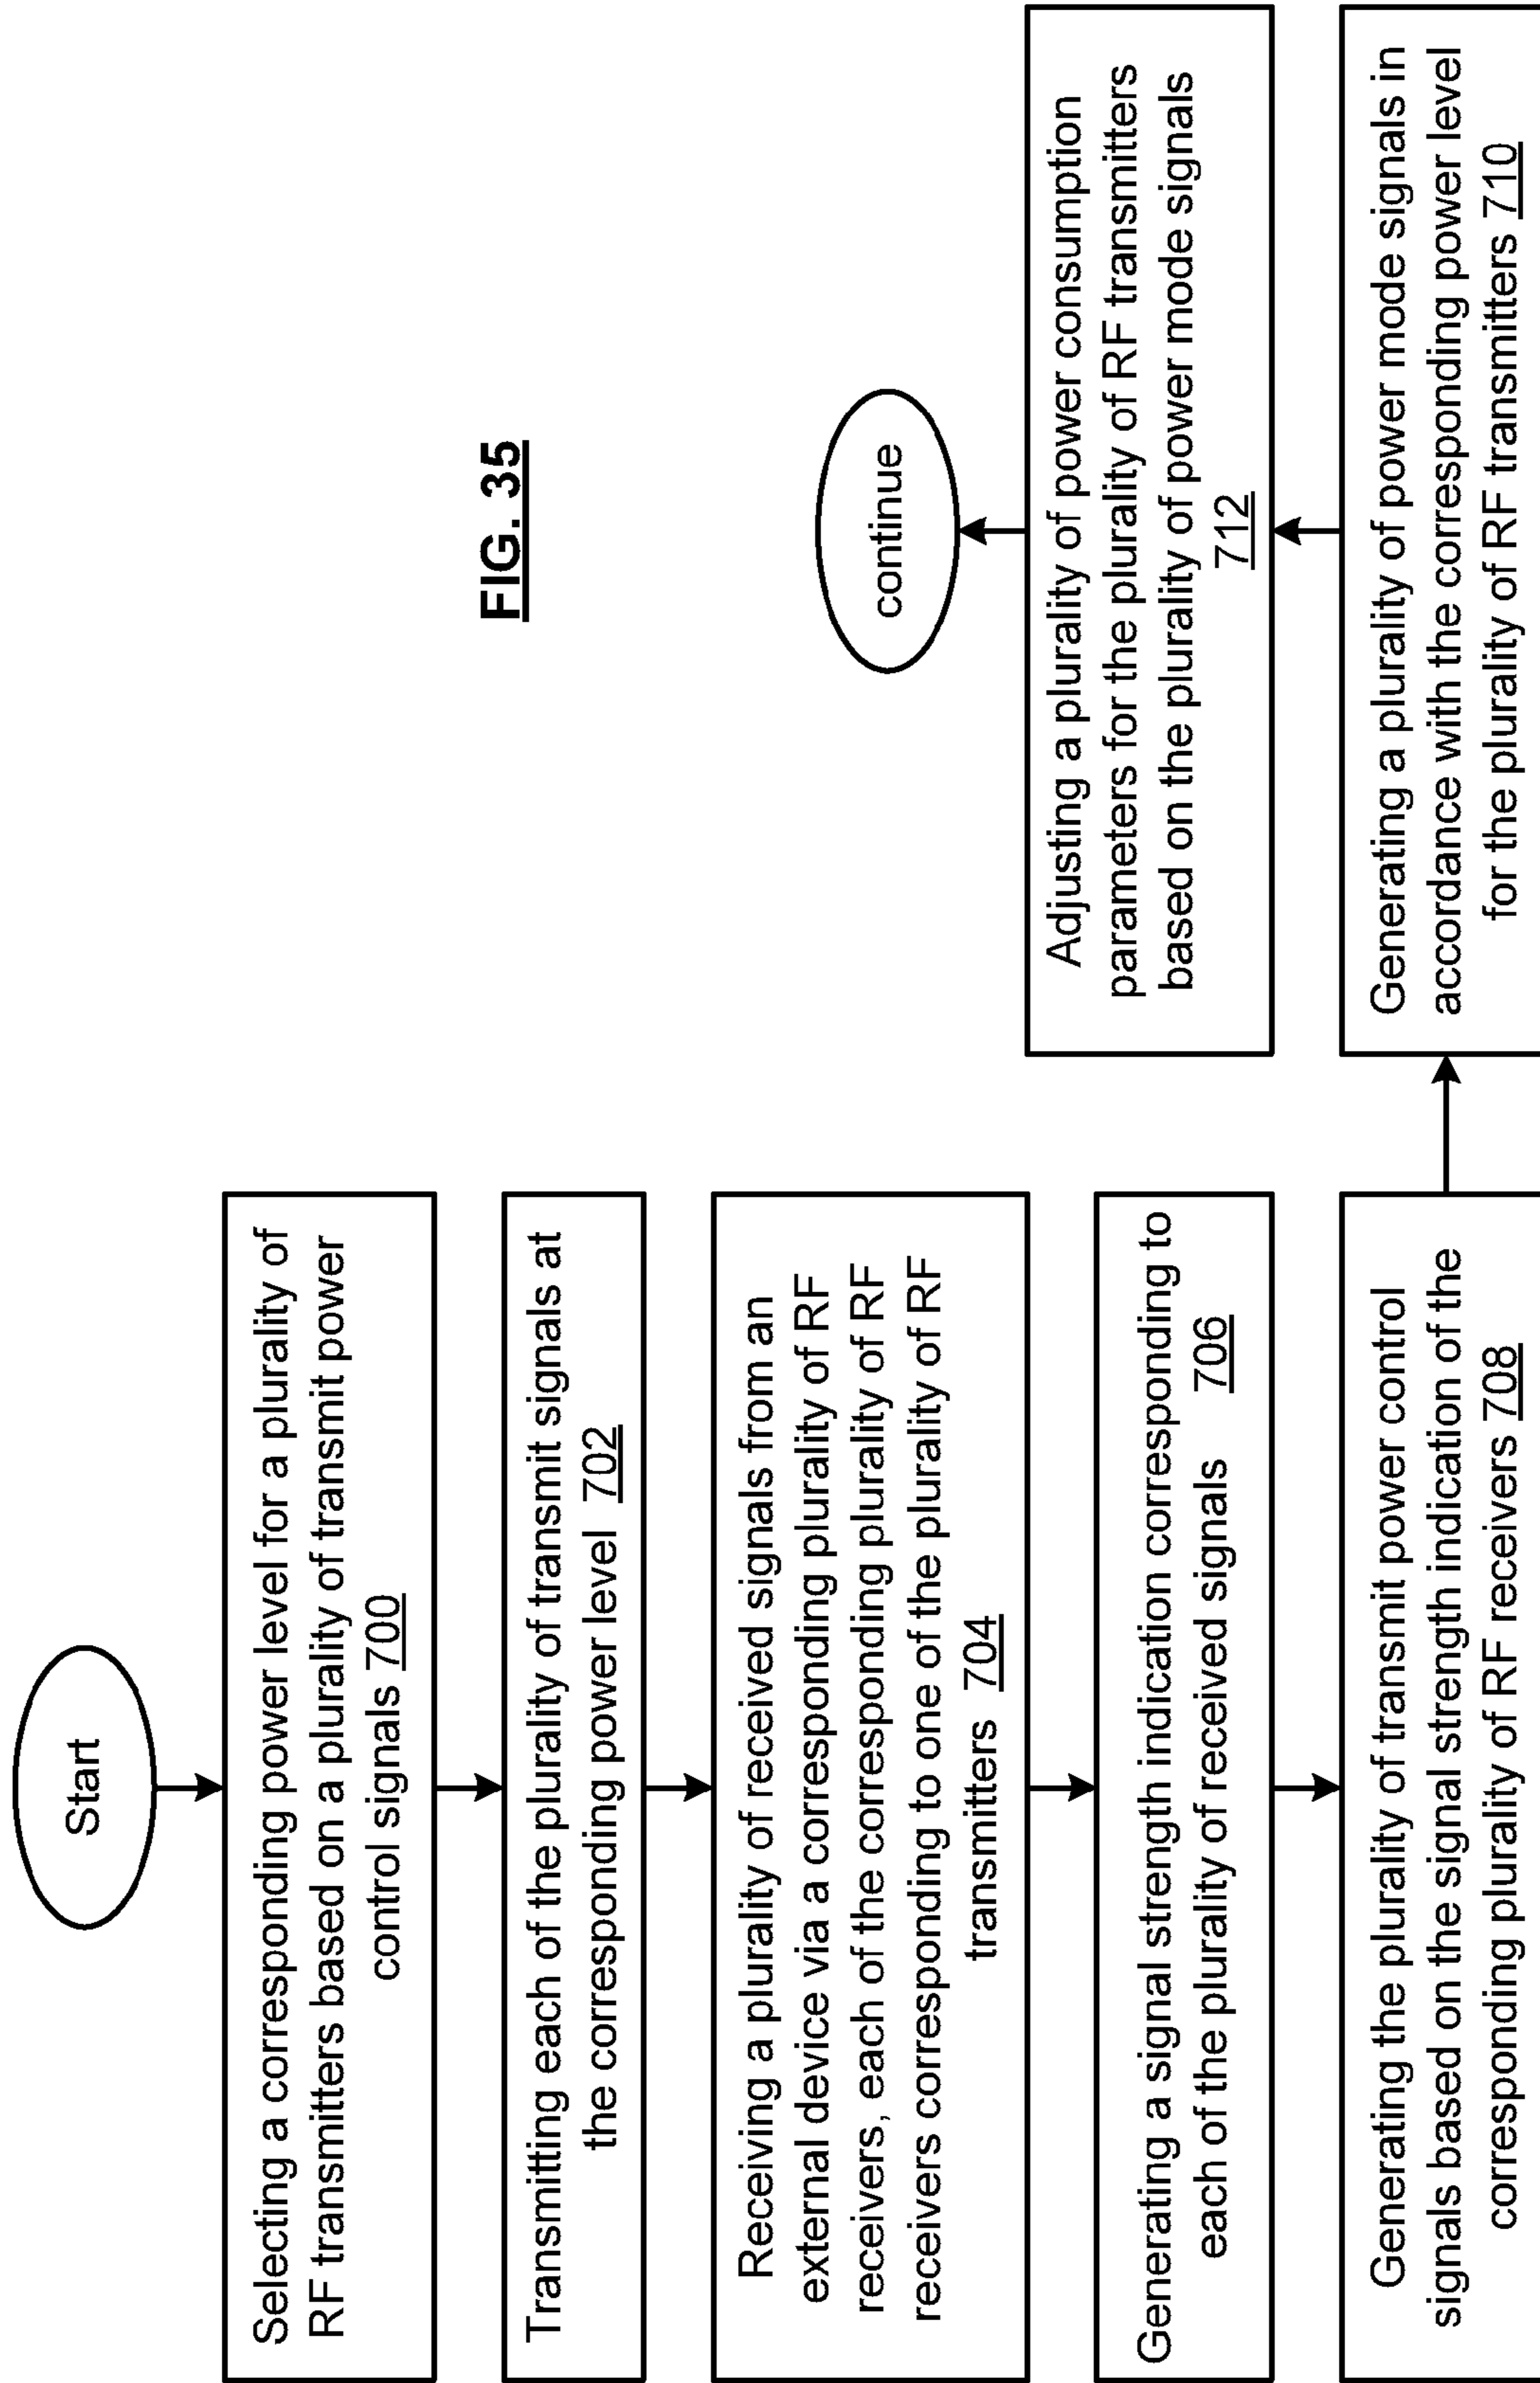 Start
Selecting a corresponding power level for a plurality of
RF transmitters based on a plurality of transmit power
control signals 700
Transmitting each of the plurality of transmit signals at
the corresponding power level 702
Receiving a plurality of received signals from an
external device via a corresponding plurality of RF
receivers, each of the corresponding plurality of RF
receivers corresponding to one of the plurality of RF
transmitters 704
Generating a signal strength indication corresponding to
each of the plurality of received signals 706
Generating the plurality of transmit power control
signals based on the signal strength indication of the
corresponding plurality of RF receivers 708
Generating a plurality of power mode signals in
accordance with the corresponding power level
for the plurality of RF transmitters 710
Adjusting a plurality of power consumption
parameters for the plurality of RF transmitters
based on the plurality of power mode signals
712
continue
FIG. 35